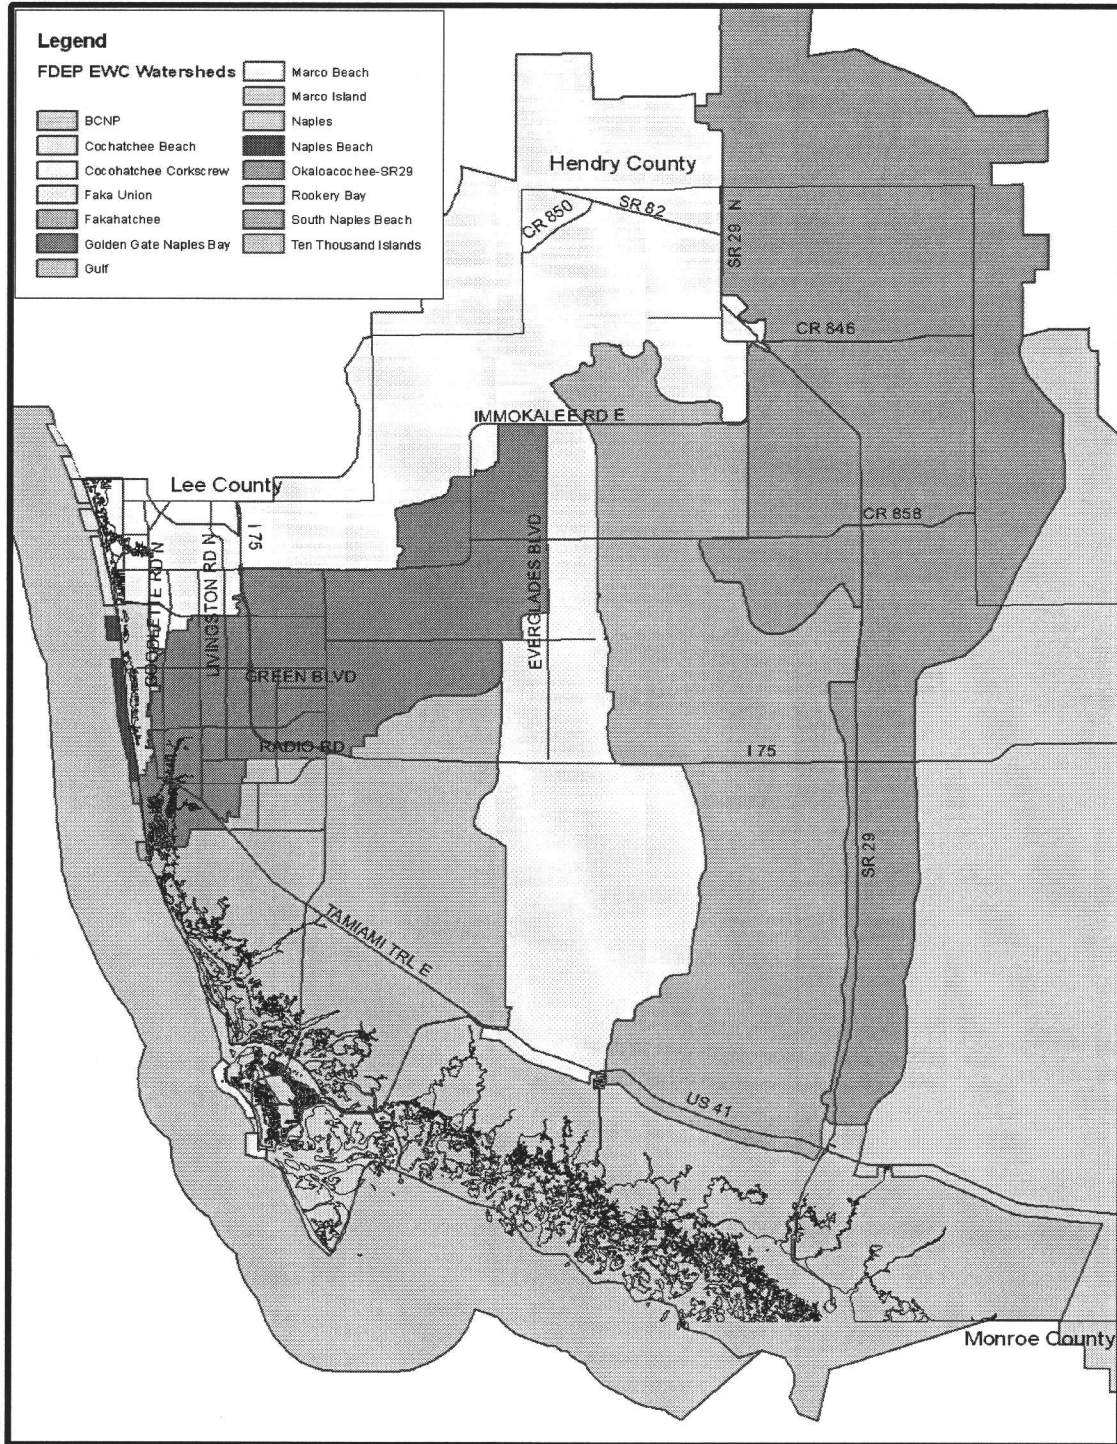 Legend
FDEP EWC Watersheds
BCNP
Cochatchee Beach
Cocohatchee Corkscrew
Faka Union
Fakahatchee
Golden Gate Naples Bay
Gulf
Marco Beach
Marco Island
Naples
Naples Beach
Okaloacochee-SR29
Rookery Bay
South Naples Beach
Ten Thousand Islands
Hendry County
CR 850
SR 82
SR 29 N
CR 846
IMMOKALEE RD E
Lee County
I 75
CR 858
GOODLETTE RD N
LIVINGSTON RD N
EVERGLADES BLVD
GREEN BLVD
RADIO RD
I 75
SR 29
TAMIAMI TRL E
US 41
Monroe County